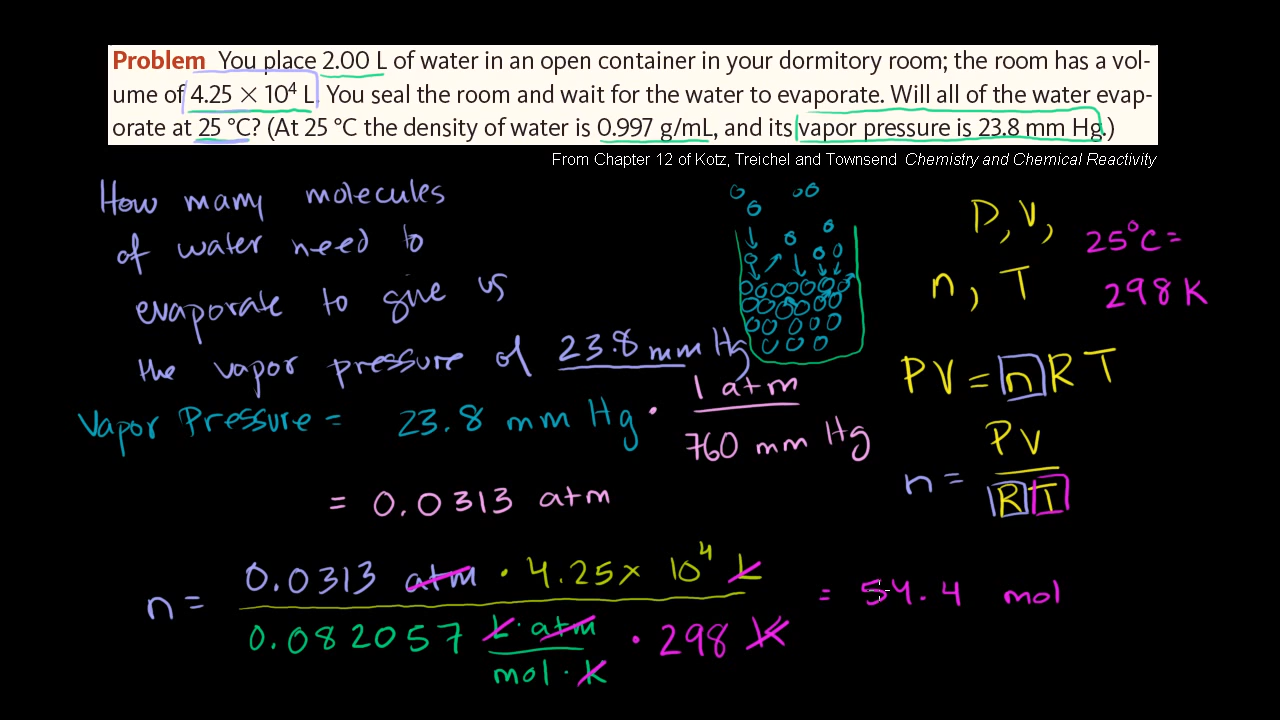 Problem You place 2.00 L of water in an open container in your dormitory room; the room has a vol-
ume of 4.25 × 10⁴ L. You seal the room and wait for the water to evaporate. Will all of the water evap-
orate at 25 °C? (At 25 °C the density of water is 0.997 g/mL, and its vapor pressure is 23.8 mm Hg.)
From Chapter 12 of Kotz, Treichel and Townsend Chemistry and Chemical Reactivity
How many molecules
of water need to
evaporate to give us
the vapor pressure of 23.8 mm Hg
P, V,
n, T
25°C =
298 K
PV = nRT
n = PV
RT
Vapor Pressure = 23.8 mm Hg · 1 atm
760 mm Hg
= 0.0313 atm
n = 0.0313 atm · 4.25 × 10⁴ L
0.082057 L·atm · 298 K
mol·K
= 54.4 mol